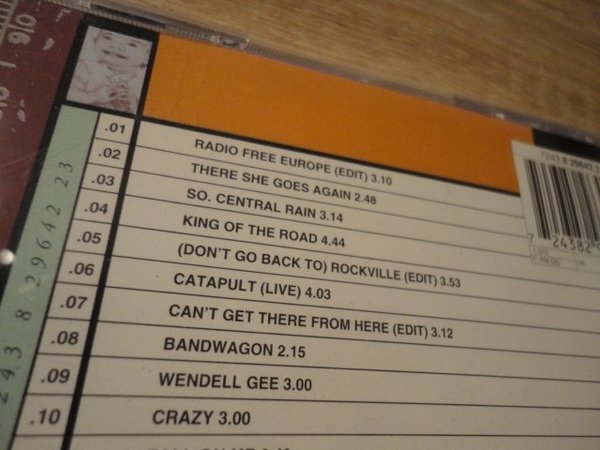 .01 RADIO FREE EUROPE (EDIT) 3.10
.02 THERE SHE GOES AGAIN 2.48
.03 SO. CENTRAL RAIN 3.14
.04 KING OF THE ROAD 4.44
.05 (DON'T GO BACK TO) ROCKVILLE (EDIT) 3.53
.06 CATAPULT (LIVE) 4.03
.07 CAN'T GET THERE FROM HERE (EDIT) 3.12
.08 BANDWAGON 2.15
.09 WENDELL GEE 3.00
.10 CRAZY 3.00
243 8 29642 23
7 24382